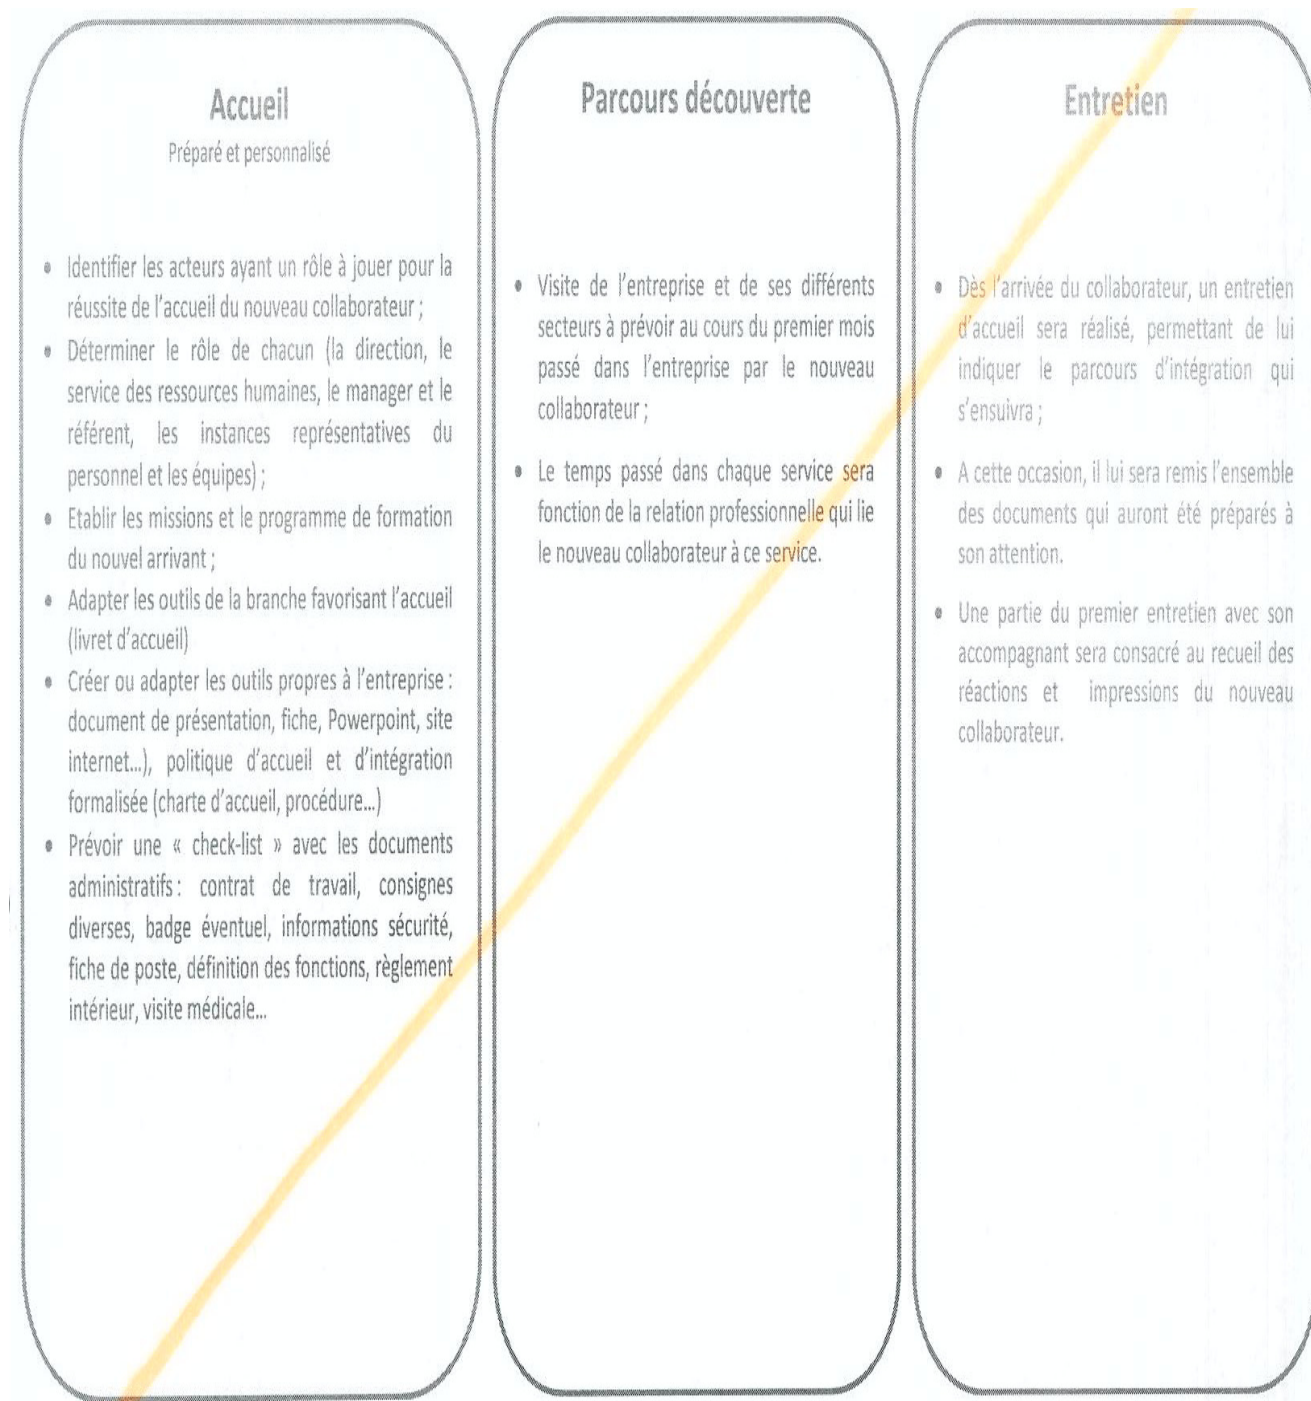 Accueil
Préparé et personnalisé
• Identifier les acteurs ayant un rôle à jouer pour la
réussite de l'accueil du nouveau collaborateur ;
• Déterminer le rôle de chacun (la direction, le
service des ressources humaines, le manager et le
référent, les instances représentatives du
personnel et les équipes) ;
• Etablir les missions et le programme de formation
du nouvel arrivant ;
• Adapter les outils de la branche favorisant l'accueil
(livret d'accueil)
• Créer ou adapter les outils propres à l'entreprise :
document de présentation, fiche, Powerpoint, site
internet...), politique d'accueil et d'intégration
formalisée (charte d'accueil, procédure...)
• Prévoir une « check-list » avec les documents
administratifs : contrat de travail, consignes
diverses, badge éventuel, informations sécurité,
fiche de poste, définition des fonctions, règlement
intérieur, visite médicale...
Parcours découverte
• Visite de l'entreprise et de ses différents
secteurs à prévoir au cours du premier mois
passé dans l'entreprise par le nouveau
collaborateur ;
• Le temps passé dans chaque service sera
fonction de la relation professionnelle qui lie
le nouveau collaborateur à ce service.
Entretien
• Dès l'arrivée du collaborateur, un entretien
d'accueil sera réalisé, permettant de lui
indiquer le parcours d'intégration qui
s'ensuivra ;
• A cette occasion, il lui sera remis l'ensemble
des documents qui auront été préparés à
son attention.
• Une partie du premier entretien avec son
accompagnant sera consacré au recueil des
réactions et impressions du nouveau
collaborateur.